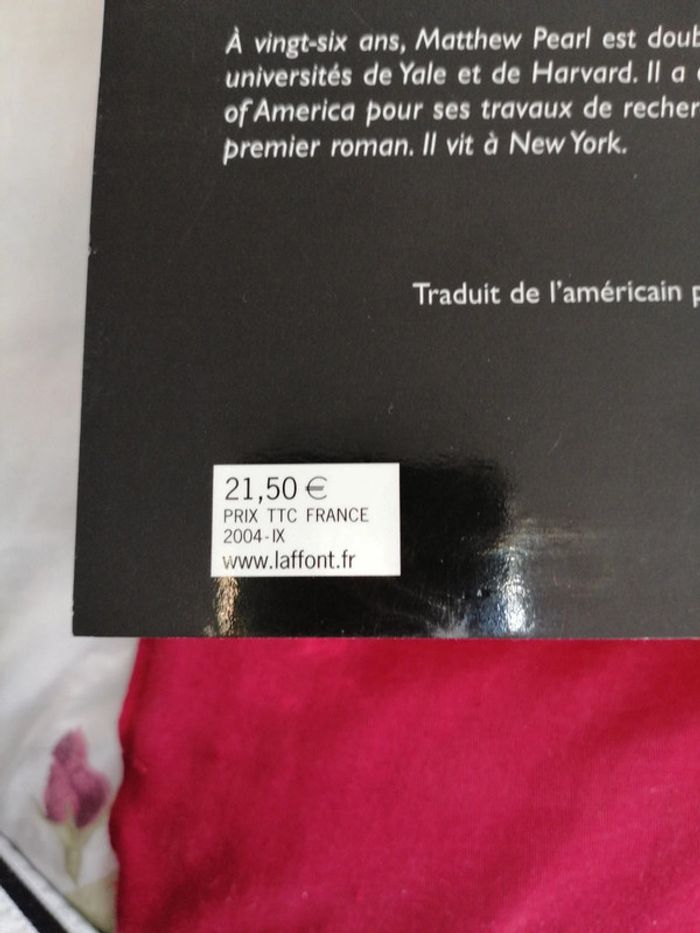 À vingt-six ans, Matthew Pearl est
universités de Yale et de Harvard. Il a
of America pour ses travaux de
premier roman. Il vit à New York.
Traduit de l'américain
21,50 €
PRIX TTC FRANCE
2004-IX
www.laffont.fr